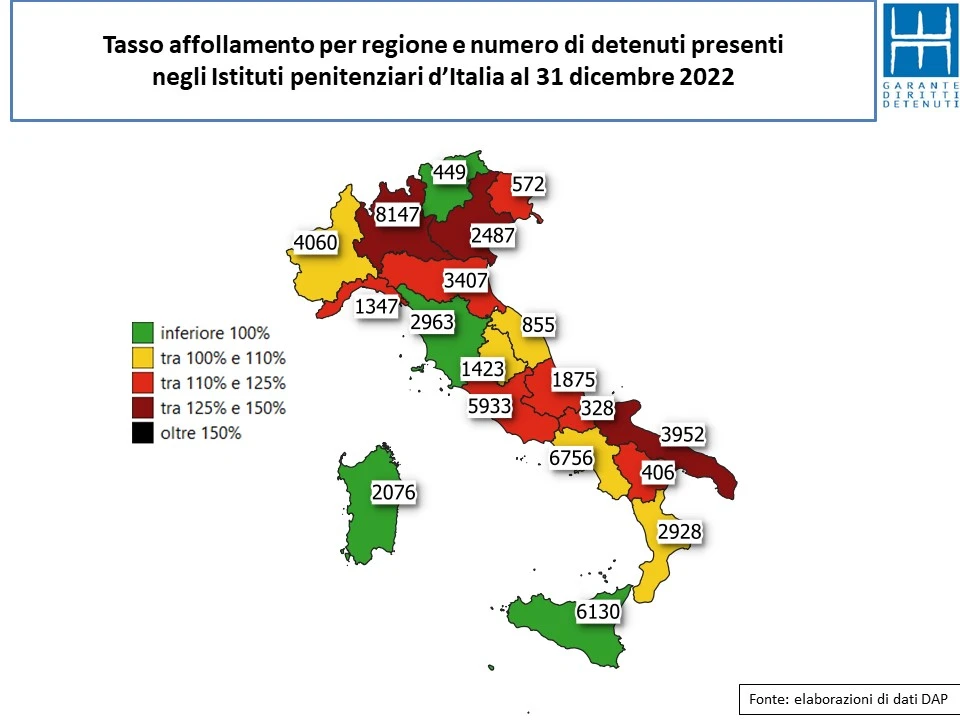 Tasso affollamento per regione e numero di detenuti presenti
negli Istituti penitenziari d’Italia al 31 dicembre 2022
GARANTE
DIRITTI
DETENUTI
449
572
8147
2487
4060
3407
1347
2963
855
inferiore 100%
tra 100% e 110%
tra 110% e 125%
tra 125% e 150%
oltre 150%
1423
1875
5933
328
3952
6756
406
2076
2928
6130
Fonte: elaborazioni di dati DAP